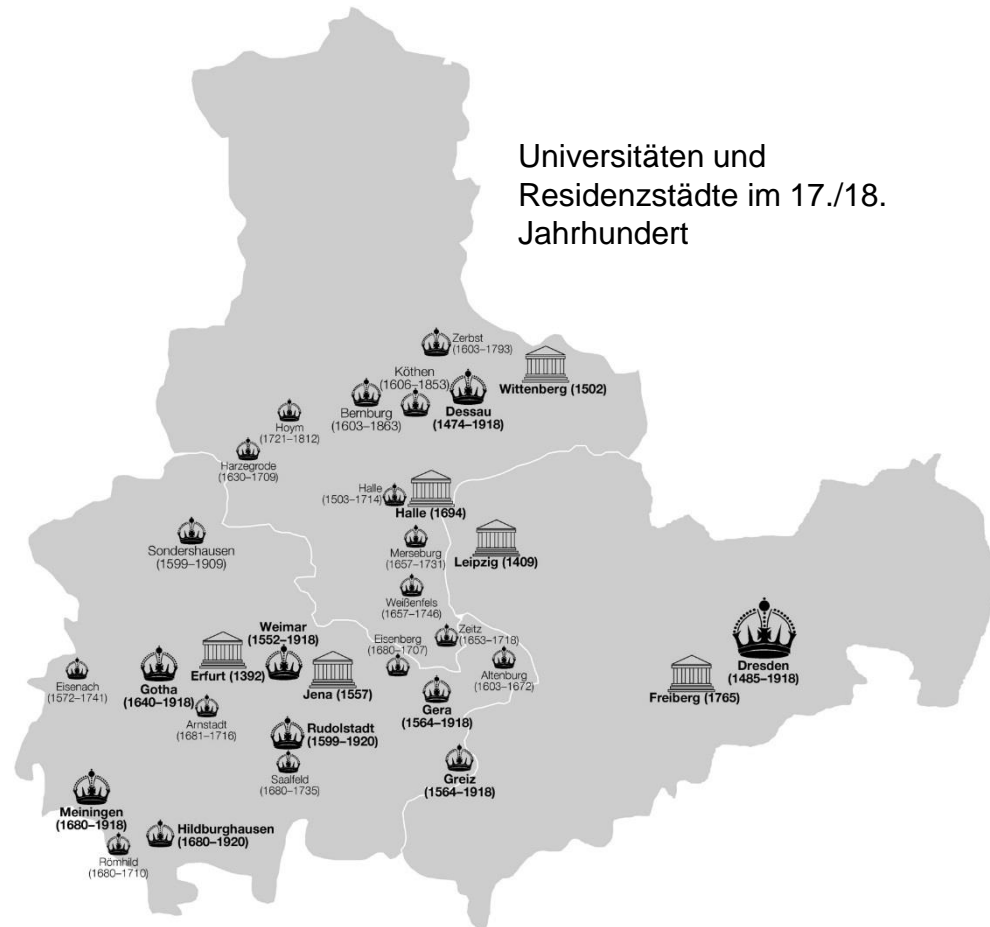 Universitäten und
Residenzstädte im 17./18.
Jahrhundert
Zerbst
(1603–1793)
Köthen
(1606–1853)
Wittenberg (1502)
Bernburg
(1603–1863)
Dessau
(1474–1918)
Hoym
(1721–1812)
Harzegrode
(1630–1709)
Halle
(1503–1714)
Halle (1694)
Sondershausen
(1599–1909)
Merseburg
(1657–1731)
Leipzig (1409)
Weißenfels
(1657–1746)
Weimar
(1552–1918)
Eisenberg
(1680–1707)
Zeitz
(1653–1718)
Eisenach
(1572–1741)
Gotha
(1640–1918)
Erfurt (1392)
Jena (1557)
Altenburg
(1603–1672)
Dresden
(1485–1918)
Freiberg (1765)
Arnstadt
(1681–1716)
Gera
(1564–1918)
Rudolstadt
(1599–1920)
Saalfeld
(1680–1735)
Greiz
(1564–1918)
Meiningen
(1680–1918)
Hildburghausen
(1680–1920)
Römhild
(1680–1710)